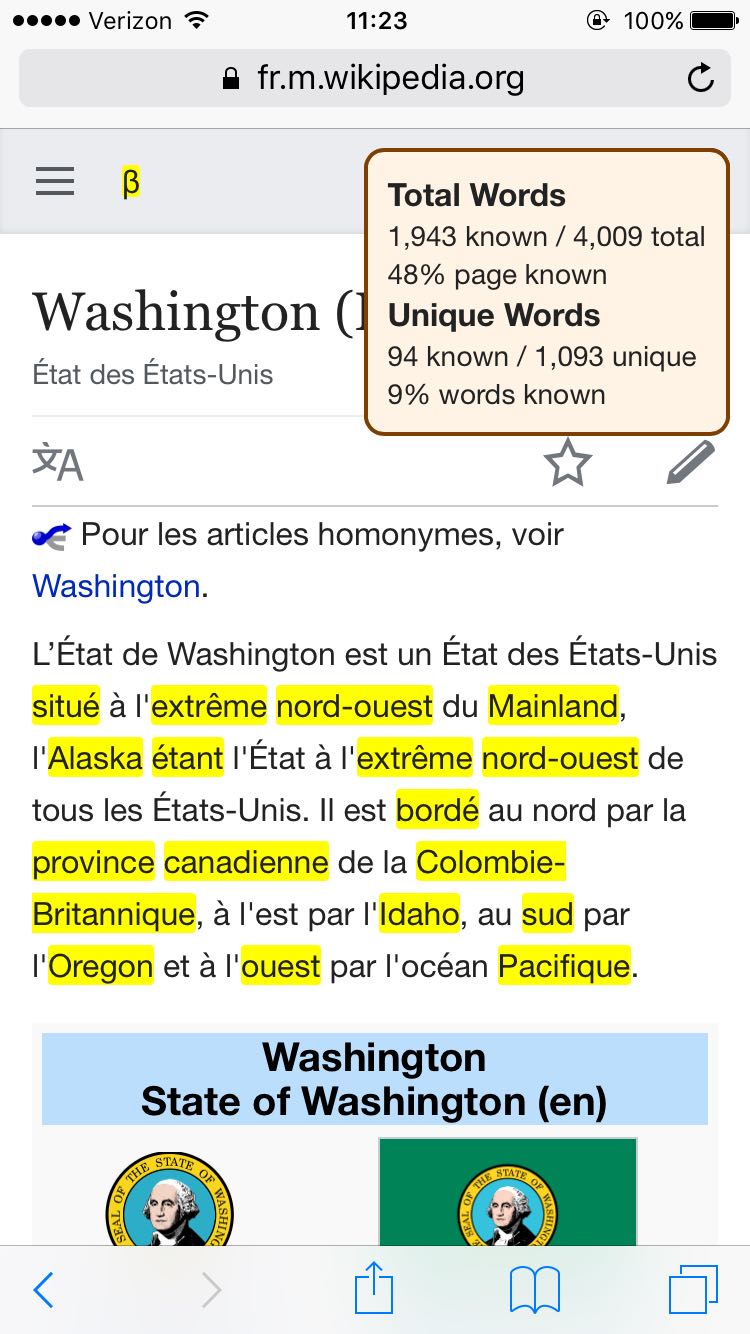 Verizon 11:23 100%
fr.m.wikipedia.org
β
Total Words
1,943 known / 4,009 total
48% page known
Unique Words
94 known / 1,093 unique
9% words known
Washington (
État des États-Unis
文A
Pour les articles homonymes, voir
Washington.
L’État de Washington est un État des États-Unis
situé à l'extrême nord-ouest du Mainland,
l'Alaska étant l'État à l'extrême nord-ouest de
tous les États-Unis. Il est bordé au nord par la
province canadienne de la Colombie-
Britannique, à l'est par l'Idaho, au sud par
l'Oregon et à l'ouest par l'océan Pacifique.
Washington
State of Washington (en)
SEAL OF THE STATE OF WASHING
SEAL OF THE STATE OF WASHING